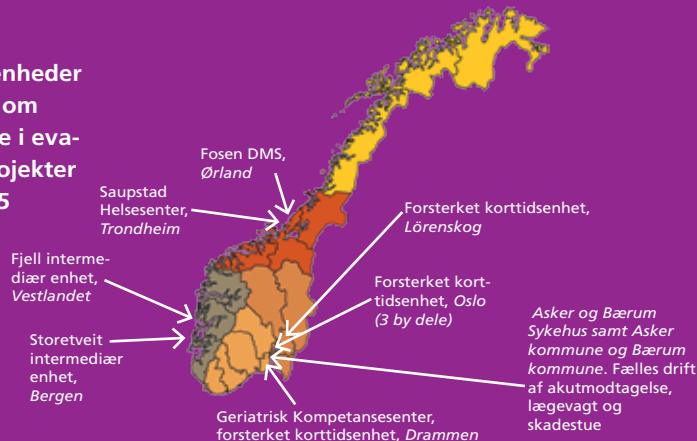 enheder
om
e i eva-
ojekter
5
Fosen DMS,
Ørland
Saupstad
Helsesenter,
Trondheim
Fjell interme-
diær enhet,
Vestlandet
Storetveit
intermediær
enhet,
Bergen
Forsterket korttidsenhet,
Lörenskog
Forsterket kort-
tidsenhet, Oslo
(3 by dele)
Asker og Bærum
Sykehus samt Asker
kommune og Bærum
kommune. Fælles drift
af akutmodtagelse,
lægevagt og
skadestue
Geriatrisk Kompetansesenter,
forsterket korttidsenhet, Drammen